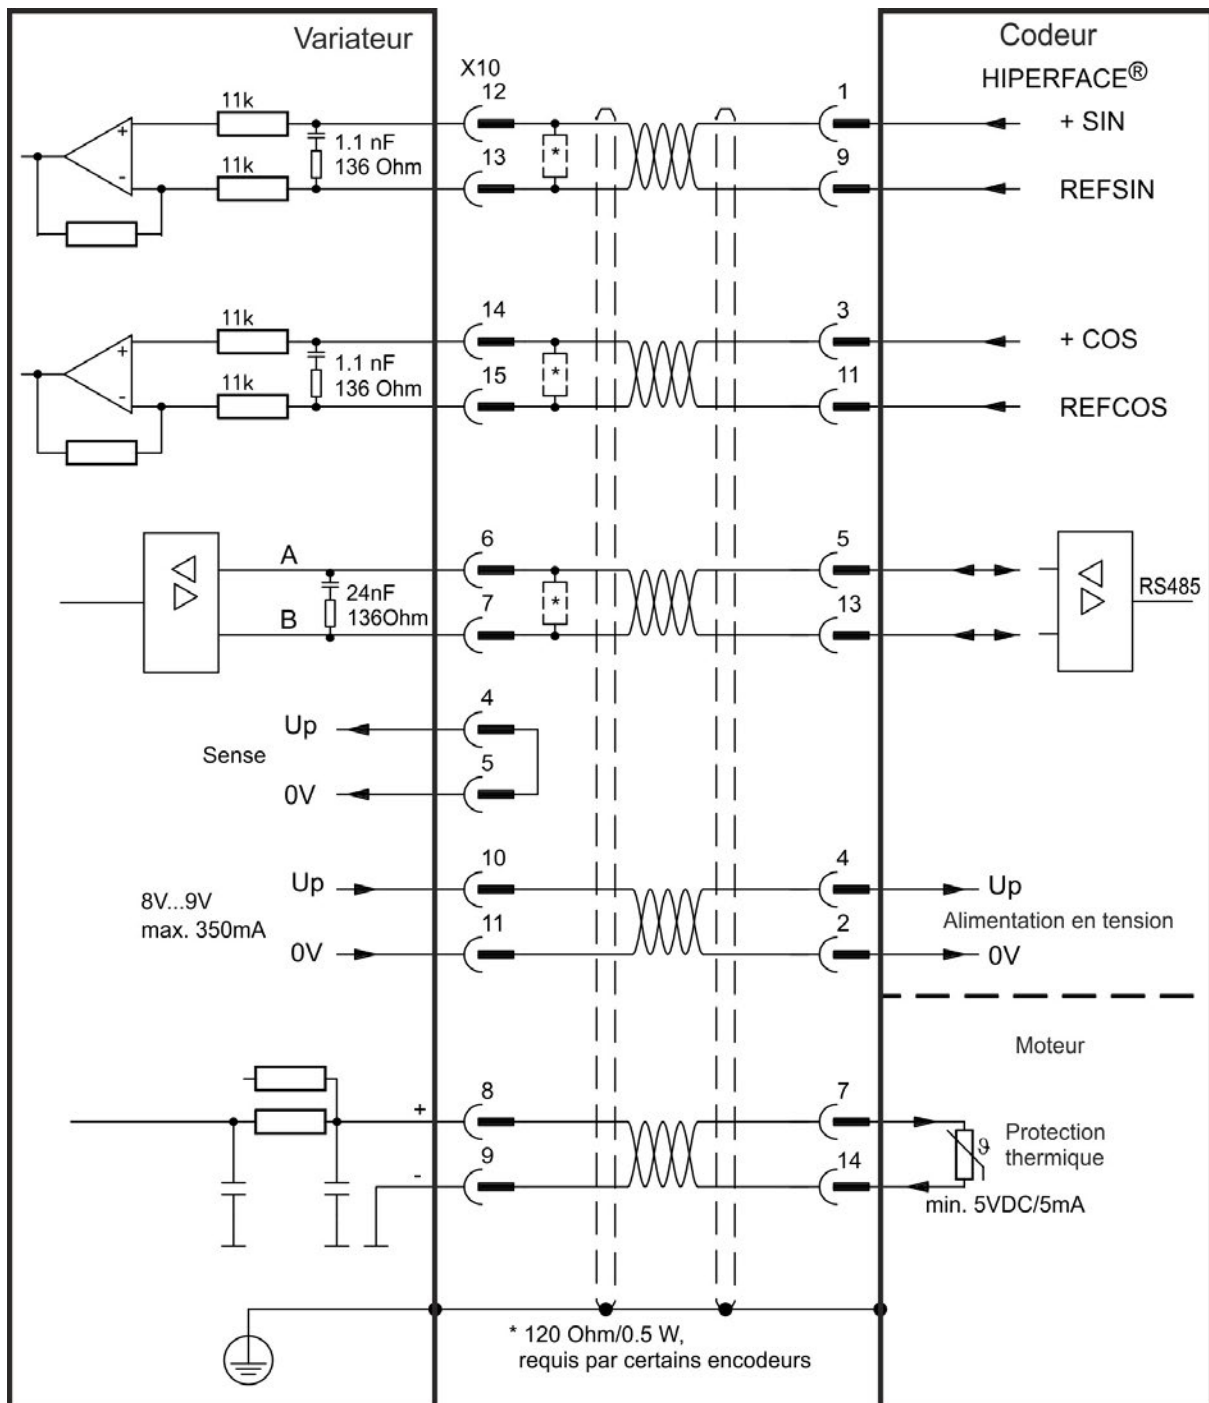 Variateur
Codeur
HIPERFACE®
X10
11k
12
1
+ SIN
+
1.1 nF
136 Ohm
11k
13
9
-
REFSIN
*
11k
14
3
+ COS
+
1.1 nF
136 Ohm
11k
15
11
-
REFCOS
*
A
6
5
24nF
136Ohm
*
RS485
B
7
13
4
Up
Sense
5
0V
10
4
Up
Up
8V...9V
max. 350mA
Alimentation en tension
11
2
0V
0V
Moteur
8
7
+
Protection
thermique
ϑ
9
14
-
min. 5VDC/5mA
* 120 Ohm/0.5 W,
requis par certains encodeurs